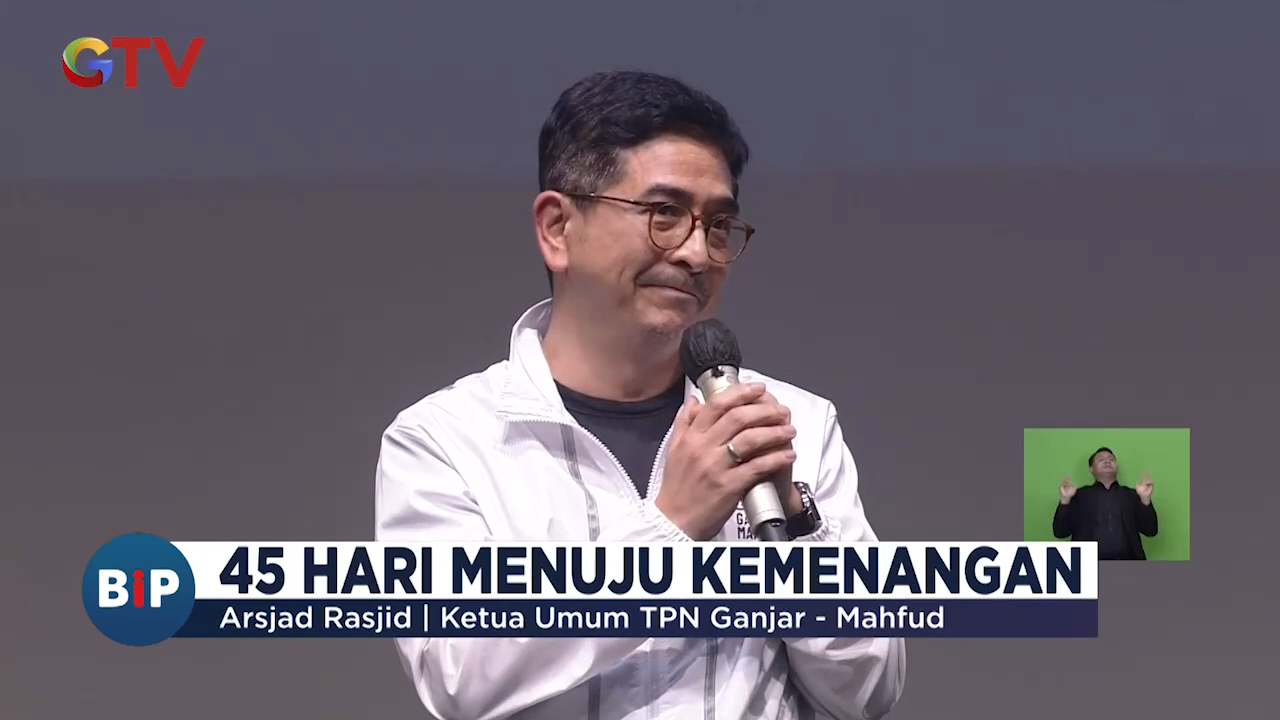 GTV
BiP
45 HARI MENUJU KEMENANGAN
Arsjad Rasjid | Ketua Umum TPN Ganjar - Mahfud